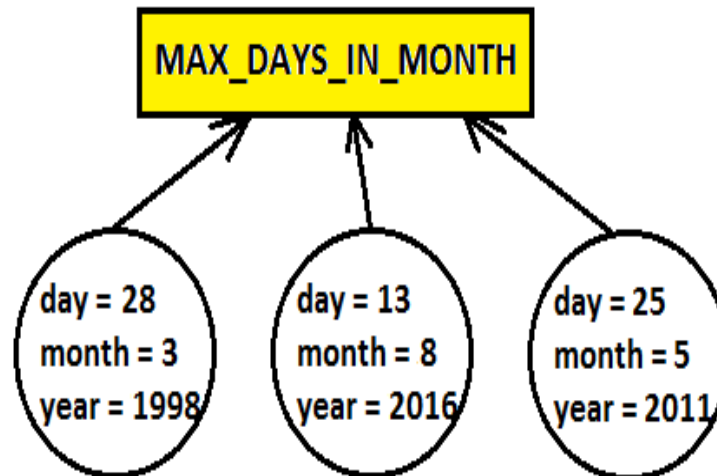 MAX_DAYS_IN_MONTH
day = 28
month = 3
year = 1998
day = 13
month = 8
year = 2016
day = 25
month = 5
year = 2011